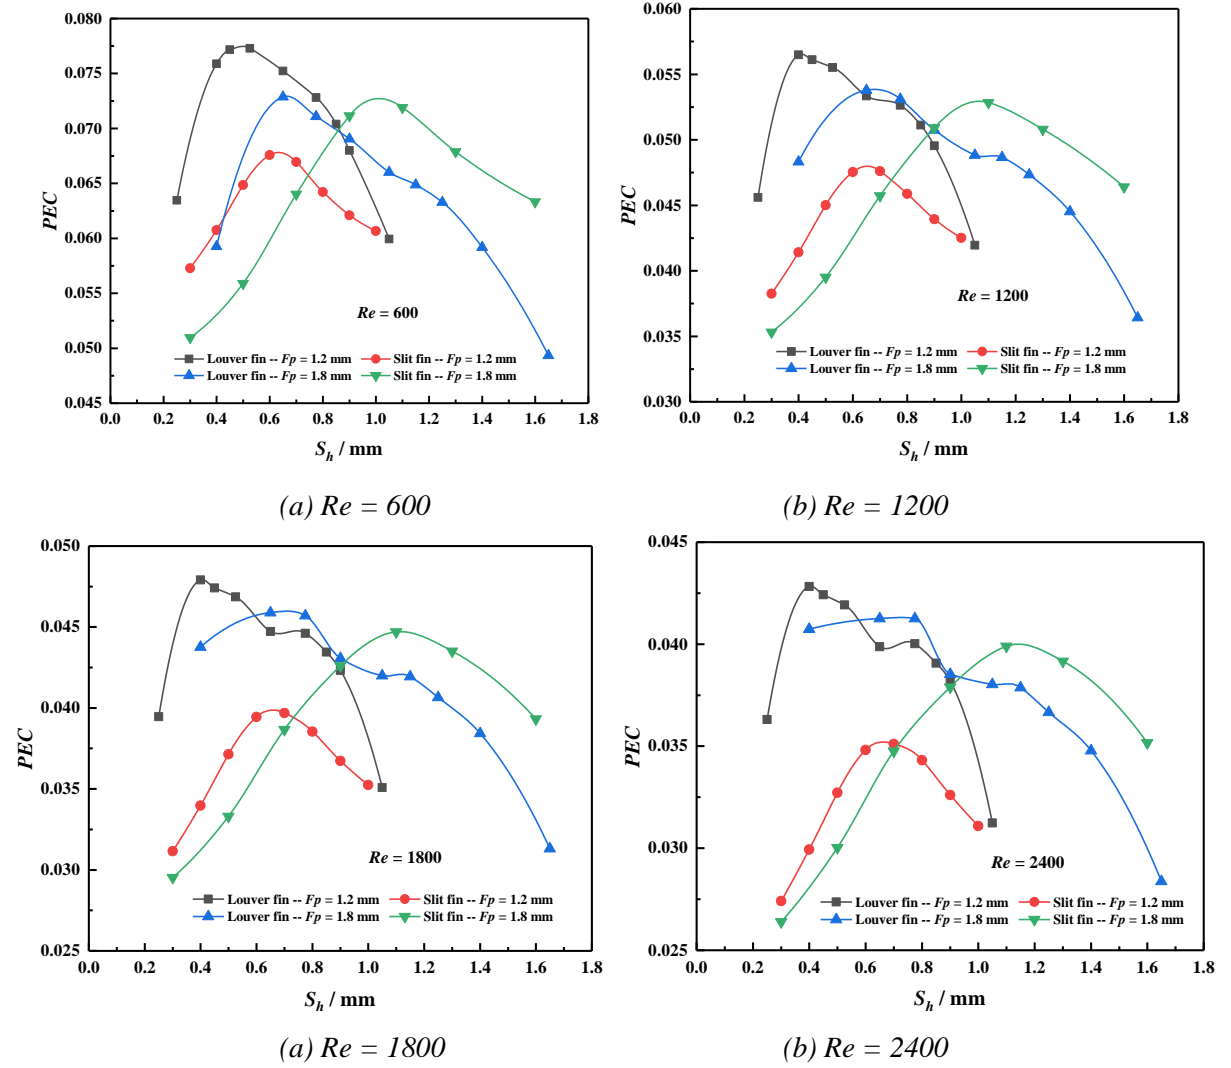 0.080
0.075
0.070
0.065
0.060
0.055
0.050
0.045
PEC
Re = 600
Louver fin -- Fp = 1.2 mm
Slit fin -- Fp = 1.2 mm
Louver fin -- Fp = 1.8 mm
Slit fin -- Fp = 1.8 mm
0.0 0.2 0.4 0.6 0.8 1.0 1.2 1.4 1.6 1.8
Sh / mm
(a) Re = 600
0.060
0.055
0.050
0.045
0.040
0.035
0.030
PEC
Re = 1200
Louver fin -- Fp = 1.2 mm
Slit fin -- Fp = 1.2 mm
Louver fin -- Fp = 1.8 mm
Slit fin -- Fp = 1.8 mm
0.0 0.2 0.4 0.6 0.8 1.0 1.2 1.4 1.6 1.8
Sh / mm
(b) Re = 1200
0.050
0.045
0.040
0.035
0.030
0.025
PEC
Re = 1800
Louver fin -- Fp = 1.2 mm
Slit fin -- Fp = 1.2 mm
Louver fin -- Fp = 1.8 mm
Slit fin -- Fp = 1.8 mm
0.0 0.2 0.4 0.6 0.8 1.0 1.2 1.4 1.6 1.8
Sh / mm
(a) Re = 1800
0.045
0.040
0.035
0.030
0.025
PEC
Re = 2400
Louver fin -- Fp = 1.2 mm
Slit fin -- Fp = 1.2 mm
Louver fin -- Fp = 1.8 mm
Slit fin -- Fp = 1.8 mm
0.0 0.2 0.4 0.6 0.8 1.0 1.2 1.4 1.6 1.8
Sh / mm
(b) Re = 2400